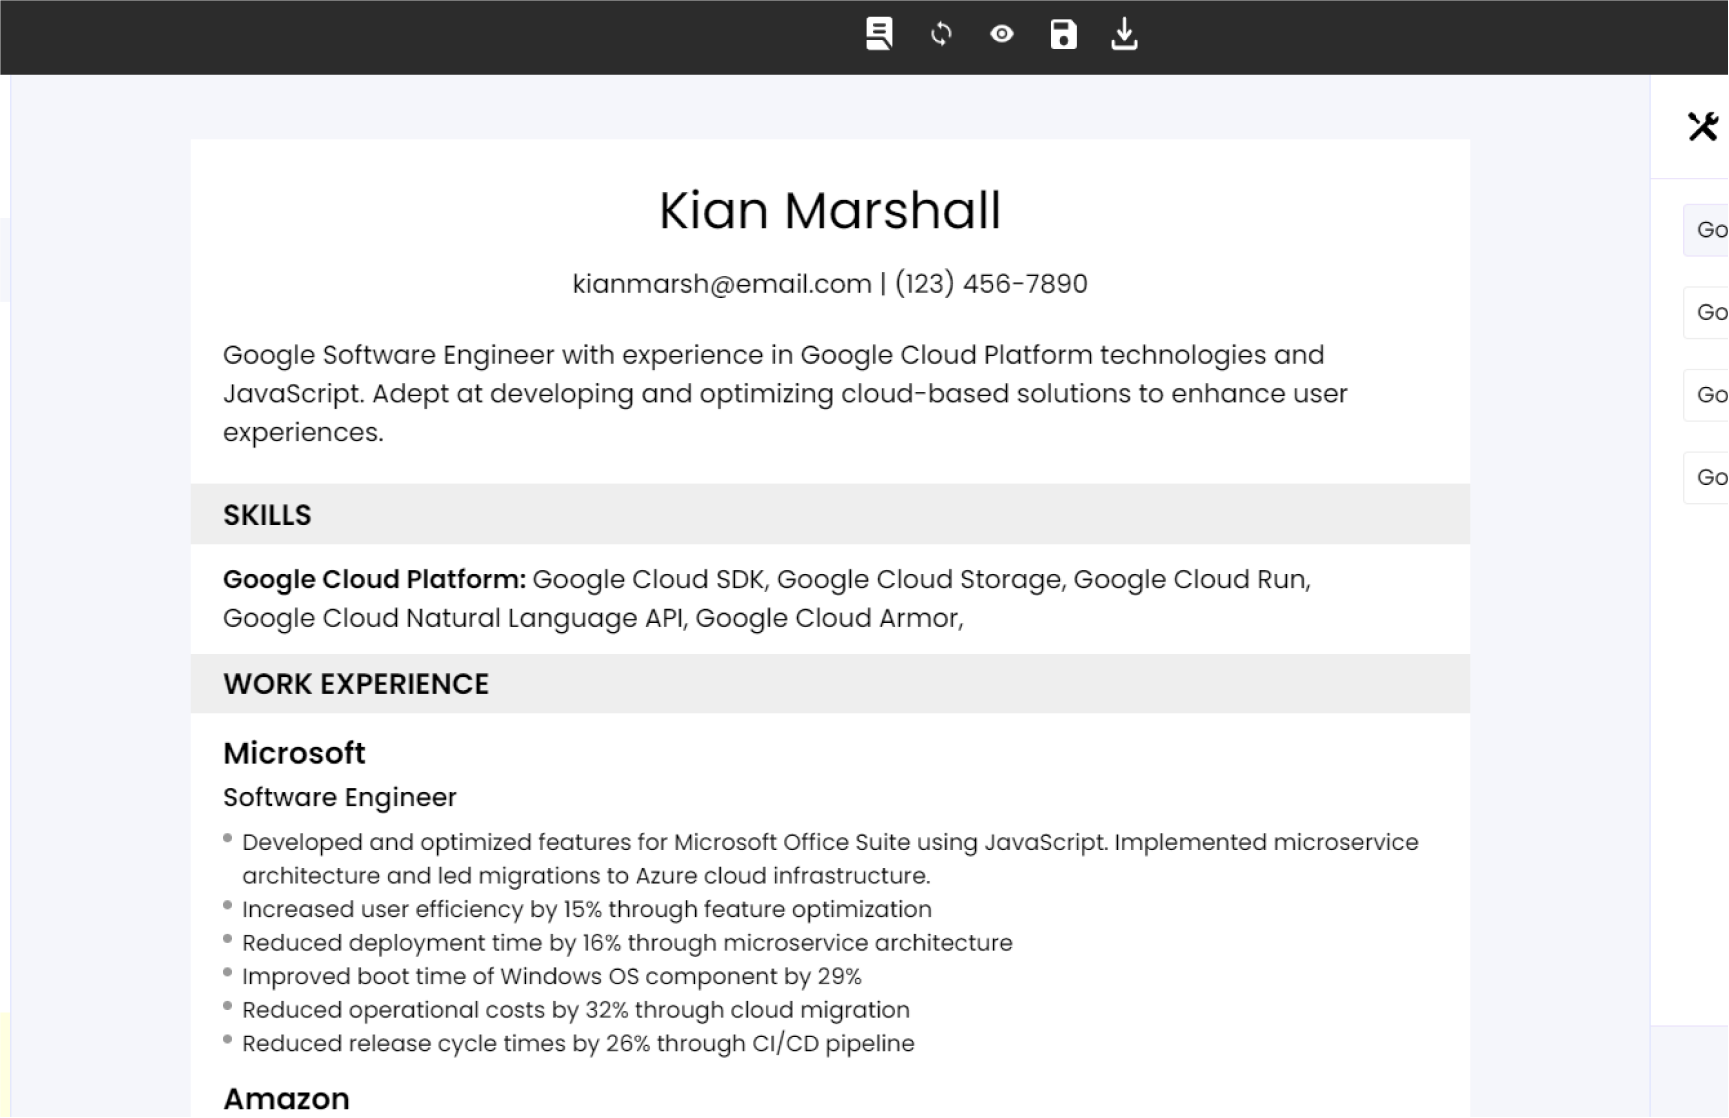 Kian Marshall
kianmarsh@email.com | (123) 456-7890
Google Software Engineer with experience in Google Cloud Platform technologies and
JavaScript. Adept at developing and optimizing cloud-based solutions to enhance user
experiences.
SKILLS
Google Cloud Platform: Google Cloud SDK, Google Cloud Storage, Google Cloud Run,
Google Cloud Natural Language API, Google Cloud Armor,
WORK EXPERIENCE
Microsoft
Software Engineer
• Developed and optimized features for Microsoft Office Suite using JavaScript. Implemented microservice
architecture and led migrations to Azure cloud infrastructure.
• Increased user efficiency by 15% through feature optimization
• Reduced deployment time by 16% through microservice architecture
• Improved boot time of Windows OS component by 29%
• Reduced operational costs by 32% through cloud migration
• Reduced release cycle times by 26% through CI/CD pipeline
Amazon
Go
Go
Go
Go